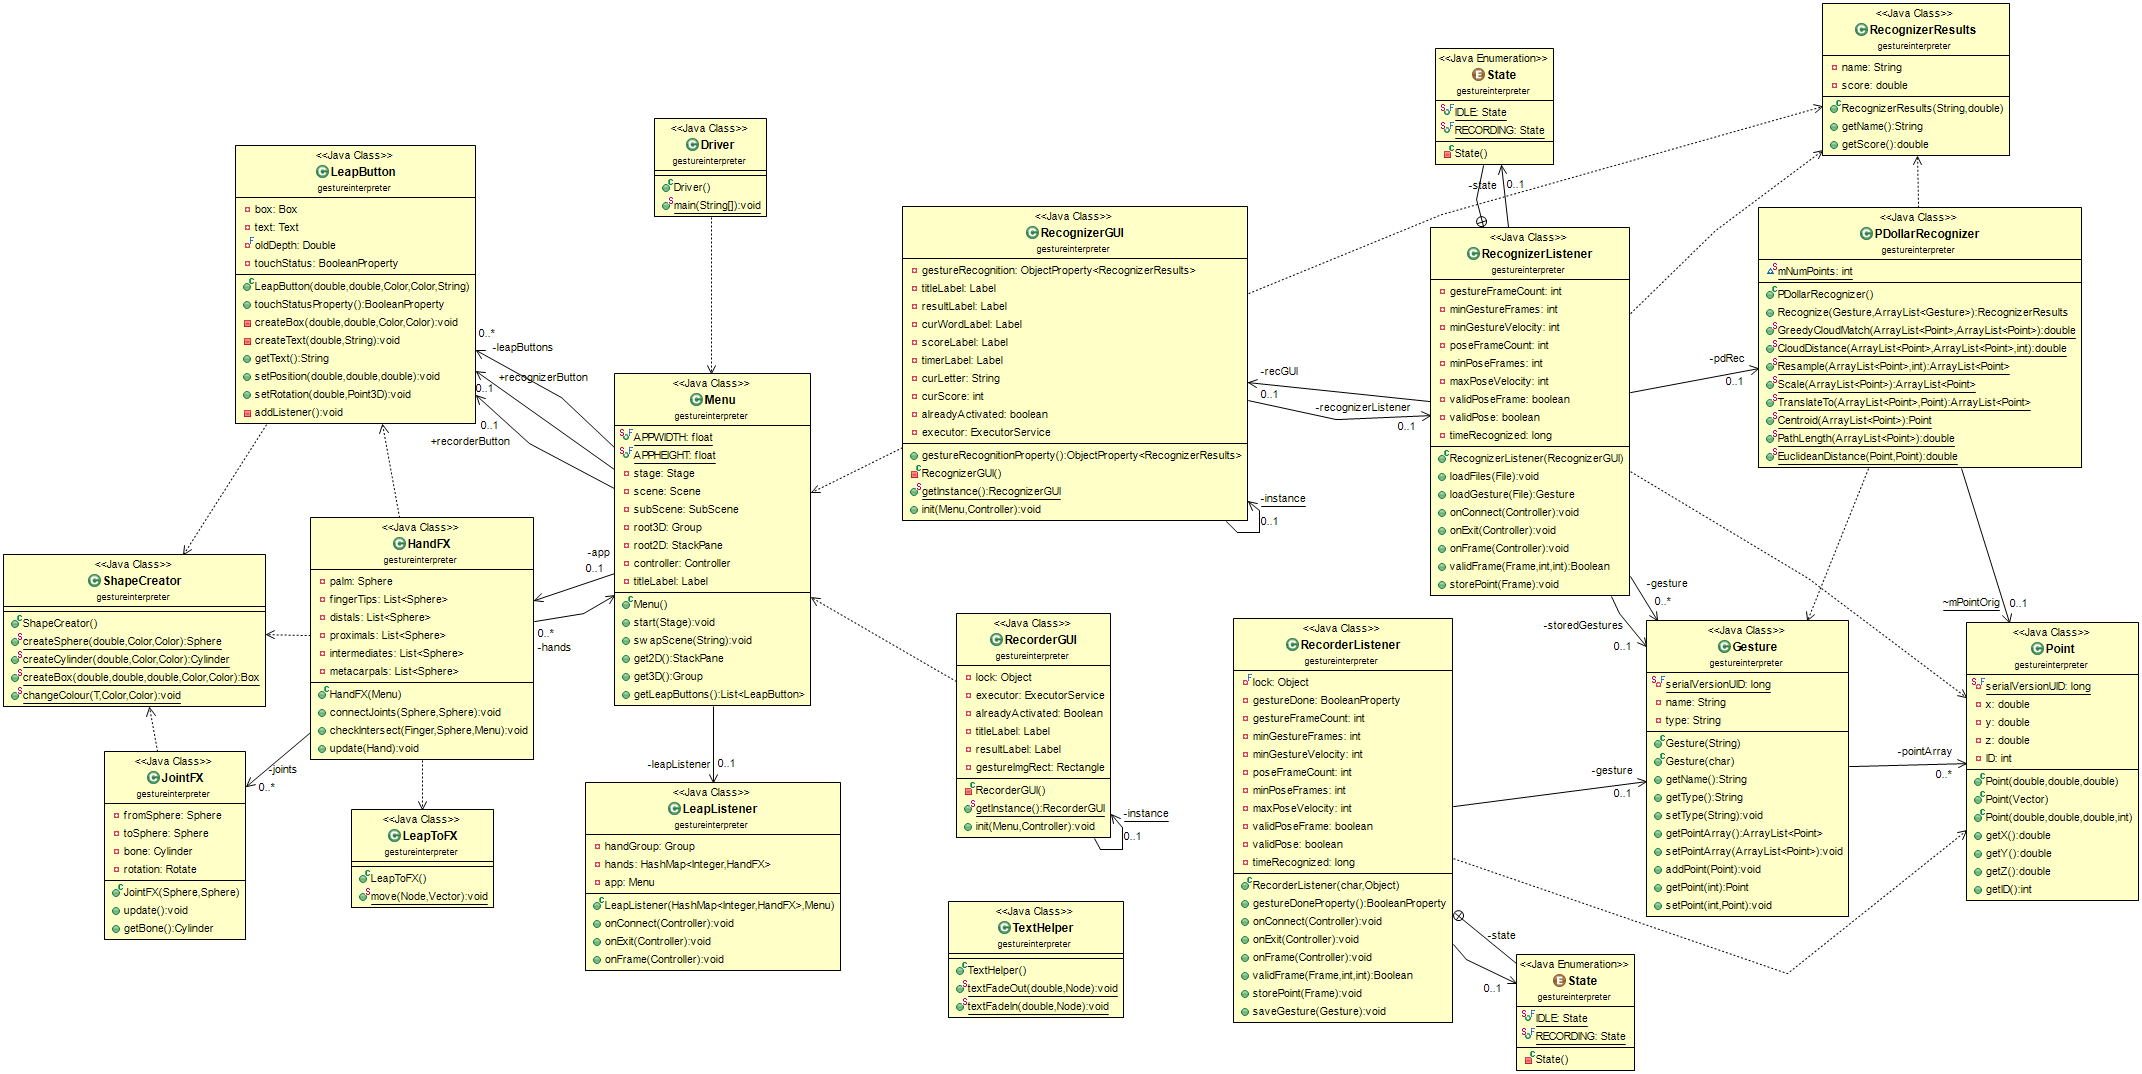 <<Java Class>>
RecognizerResults
gestureinterpreter
name: String
score: double
RecognizerResults(String,double)
getName():String
getScore():double
<<Java Enumeration>>
State
gestureinterpreter
IDLE: State
RECORDING: State
State()
-state
0..1
<<Java Class>>
Driver
gestureinterpreter
Driver()
main(String[]):void
<<Java Class>>
LeapButton
gestureinterpreter
box: Box
text: Text
oldDepth: Double
touchStatus: BooleanProperty
LeapButton(double,double,Color,Color,String)
touchStatusProperty():BooleanProperty
createBox(double,double,Color,Color):void
createText(double,String):void
getText():String
setPosition(double,double,double):void
setRotation(double,Point3D):void
addListener():void
0..*
-leapButtons
+recognizerButton
0..1
0..1
+recorderButton
<<Java Class>>
RecognizerGUI
gestureinterpreter
gestureRecognition: ObjectProperty<RecognizerResults>
titleLabel: Label
resultLabel: Label
curWordLabel: Label
scoreLabel: Label
timerLabel: Label
curLetter: String
curScore: int
alreadyActivated: boolean
executor: ExecutorService
gestureRecognitionProperty():ObjectProperty<RecognizerResults>
RecognizerGUI()
getInstance():RecognizerGUI
init(Menu,Controller):void
-instance
0..1
-recGUI
0..1
-recognizerListener
0..1
<<Java Class>>
RecognizerListener
gestureinterpreter
gestureFrameCount: int
minGestureFrames: int
minGestureVelocity: int
poseFrameCount: int
minPoseFrames: int
maxPoseVelocity: int
validPoseFrame: boolean
validPose: boolean
timeRecognized: long
RecognizerListener(RecognizerGUI)
loadFiles(File):void
loadGesture(File):Gesture
onConnect(Controller):void
onExit(Controller):void
onFrame(Controller):void
validFrame(Frame,int,int):Boolean
storePoint(Frame):void
-pdRec
0..1
<<Java Class>>
PDollarRecognizer
gestureinterpreter
mNumPoints: int
PDollarRecognizer()
Recognize(Gesture,ArrayList<Gesture>):RecognizerResults
GreedyCloudMatch(ArrayList<Point>,ArrayList<Point>):double
CloudDistance(ArrayList<Point>,ArrayList<Point>,int):double
Resample(ArrayList<Point>,int):ArrayList<Point>
Scale(ArrayList<Point>):ArrayList<Point>
TranslateTo(ArrayList<Point>,Point):ArrayList<Point>
Centroid(ArrayList<Point>):Point
PathLength(ArrayList<Point>):double
EuclideanDistance(Point,Point):double
-gesture
0..*
-storedGestures
0..1
~mPointOrig
0..1
<<Java Class>>
Menu
gestureinterpreter
APPWIDTH: float
APPHEIGHT: float
stage: Stage
scene: Scene
subScene: SubScene
root3D: Group
root2D: StackPane
controller: Controller
titleLabel: Label
Menu()
start(Stage):void
swapScene(String):void
get2D():StackPane
get3D():Group
getLeapButtons():List<LeapButton>
-app
0..1
0..*
-hands
<<Java Class>>
HandFX
gestureinterpreter
palm: Sphere
fingerTips: List<Sphere>
distals: List<Sphere>
proximals: List<Sphere>
intermediates: List<Sphere>
metacarpals: List<Sphere>
HandFX(Menu)
connectJoints(Sphere,Sphere):void
checkIntersect(Finger,Sphere,Menu):void
update(Hand):void
<<Java Class>>
ShapeCreator
gestureinterpreter
ShapeCreator()
createSphere(double,Color,Color):Sphere
createCylinder(double,Color,Color):Cylinder
createBox(double,double,double,Color,Color):Box
changeColour(T,Color,Color):void
-joints
0..*
<<Java Class>>
JointFX
gestureinterpreter
fromSphere: Sphere
toSphere: Sphere
bone: Cylinder
rotation: Rotate
JointFX(Sphere,Sphere)
update():void
getBone():Cylinder
<<Java Class>>
LeapToFX
gestureinterpreter
LeapToFX()
move(Node,Vector):void
-leapListener
0..1
<<Java Class>>
LeapListener
gestureinterpreter
handGroup: Group
hands: HashMap<Integer,HandFX>
app: Menu
LeapListener(HashMap<Integer,HandFX>,Menu)
onConnect(Controller):void
onExit(Controller):void
onFrame(Controller):void
<<Java Class>>
RecorderGUI
gestureinterpreter
lock: Object
executor: ExecutorService
alreadyActivated: Boolean
titleLabel: Label
resultLabel: Label
gestureImgRect: Rectangle
RecorderGUI()
getInstance():RecorderGUI
init(Menu,Controller):void
-instance
0..1
<<Java Class>>
TextHelper
gestureinterpreter
TextHelper()
textFadeOut(double,Node):void
textFadeIn(double,Node):void
<<Java Class>>
RecorderListener
gestureinterpreter
lock: Object
gestureDone: BooleanProperty
gestureFrameCount: int
minGestureFrames: int
minGestureVelocity: int
poseFrameCount: int
minPoseFrames: int
maxPoseVelocity: int
validPoseFrame: boolean
validPose: boolean
timeRecognized: long
RecorderListener(char,Object)
gestureDoneProperty():BooleanProperty
onConnect(Controller):void
onExit(Controller):void
onFrame(Controller):void
validFrame(Frame,int,int):Boolean
storePoint(Frame):void
saveGesture(Gesture):void
-gesture
0..1
-state
0..1
<<Java Enumeration>>
State
gestureinterpreter
IDLE: State
RECORDING: State
State()
<<Java Class>>
Gesture
gestureinterpreter
serialVersionUID: long
name: String
type: String
Gesture(String)
Gesture(char)
getName():String
getType():String
setType(String):void
getPointArray():ArrayList<Point>
setPointArray(ArrayList<Point>):void
addPoint(Point):void
getPoint(int):Point
setPoint(int,Point):void
-pointArray
0..*
<<Java Class>>
Point
gestureinterpreter
serialVersionUID: long
x: double
y: double
z: double
ID: int
Point(double,double,double)
Point(Vector)
Point(double,double,double,int)
getX():double
getY():double
getZ():double
getID():int